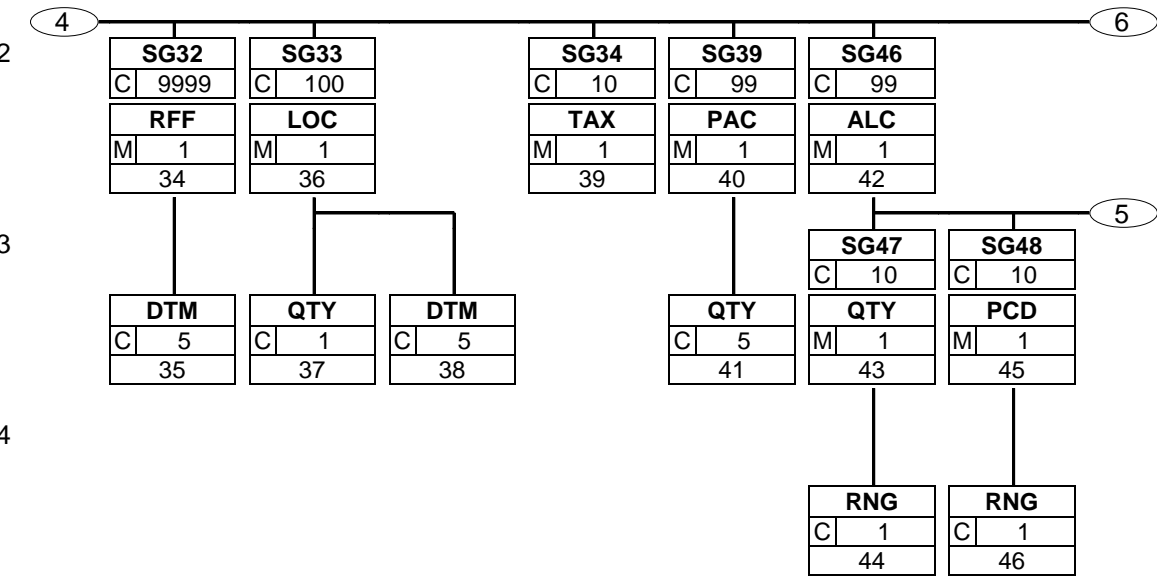 4 6
2 SG32 SG33 SG34 SG39 SG46
C 9999 C 100 C 10 C 99 C 99
RFF LOC TAX PAC ALC
M 1 M 1 M 1 M 1 M 1
34 36 39 40 42
5
3 SG47 SG48
C 10 C 10
DTM QTY DTM QTY QTY PCD
C 5 C 1 C 5 C 5 M 1 M 1
35 37 38 41 43 45
4
RNG RNG
C 1 C 1
44 46